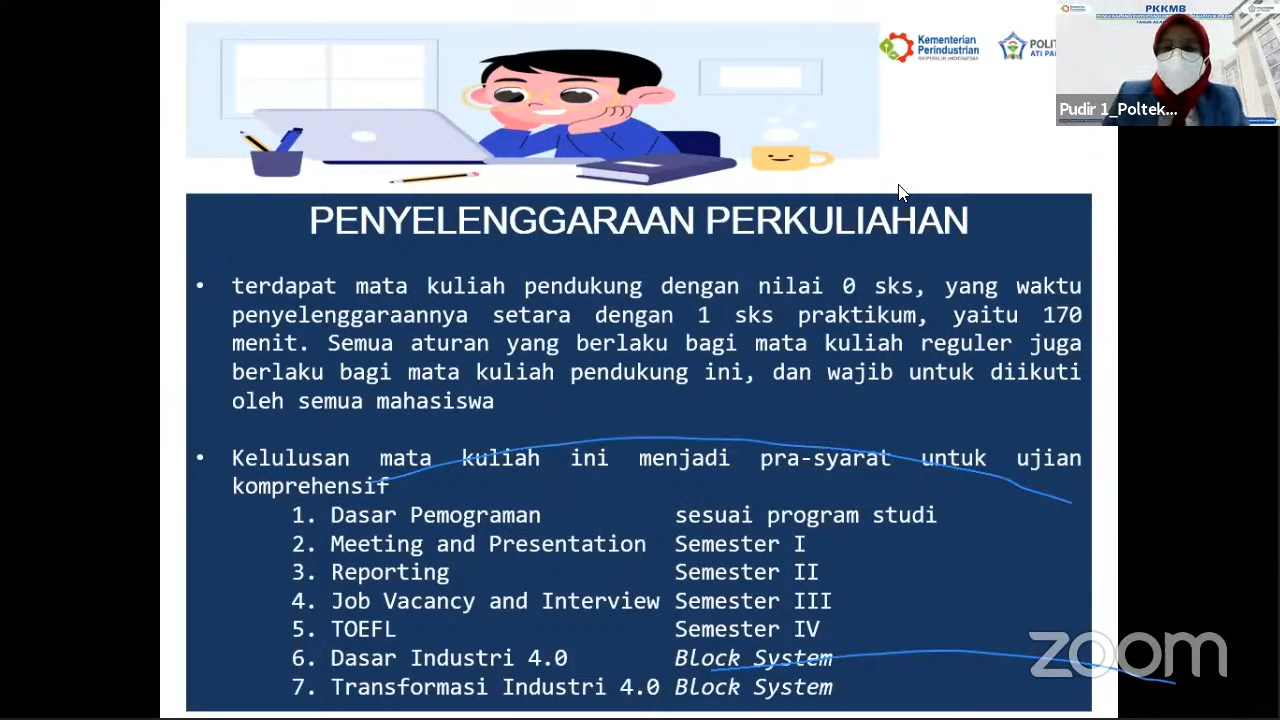 Kementerian
Perindustrian
REPUBLIK INDONESIA
PKKMB
Pudir 1_Poltek...
PENYELENGGARAAN PERKULIAHAN
• terdapat mata kuliah pendukung dengan nilai 0 sks, yang waktu
penyelenggaraannya setara dengan 1 sks praktikum, yaitu 170
menit. Semua aturan yang berlaku bagi mata kuliah reguler juga
berlaku bagi mata kuliah pendukung ini, dan wajib untuk diikuti
oleh semua mahasiswa
• Kelulusan mata kuliah ini menjadi pra-syarat untuk ujian
komprehensif
1. Dasar Pemograman sesuai program studi
2. Meeting and Presentation Semester I
3. Reporting Semester II
4. Job Vacancy and Interview Semester III
5. TOEFL Semester IV
6. Dasar Industri 4.0 Block System
7. Transformasi Industri 4.0 Block System
zoom